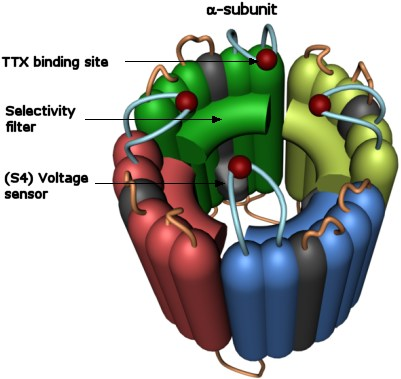 α-subunit
TTX binding site
Selectivity
filter
(S4) Voltage
sensor